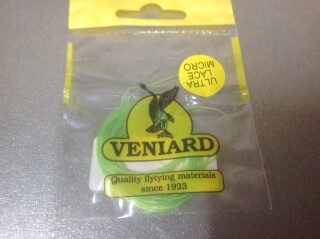 ULTRA
LACE
MICRO
VENIARD
Quality flytying materials
since 1923